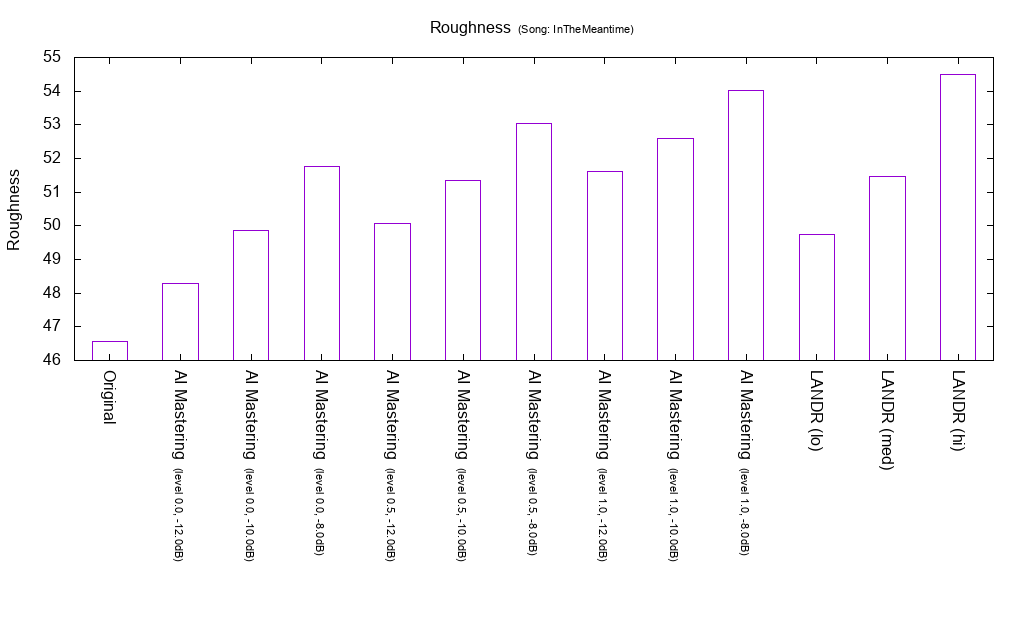 Roughness (Song: InTheMeantime)
Roughness
55
54
53
52
51
50
49
48
47
46
Original
AI Mastering (level 0.0, -12.0dB)
AI Mastering (level 0.0, -10.0dB)
AI Mastering (level 0.0, -8.0dB)
AI Mastering (level 0.5, -12.0dB)
AI Mastering (level 0.5, -10.0dB)
AI Mastering (level 0.5, -8.0dB)
AI Mastering (level 1.0, -12.0dB)
AI Mastering (level 1.0, -10.0dB)
AI Mastering (level 1.0, -8.0dB)
LANDR (lo)
LANDR (med)
LANDR (hi)